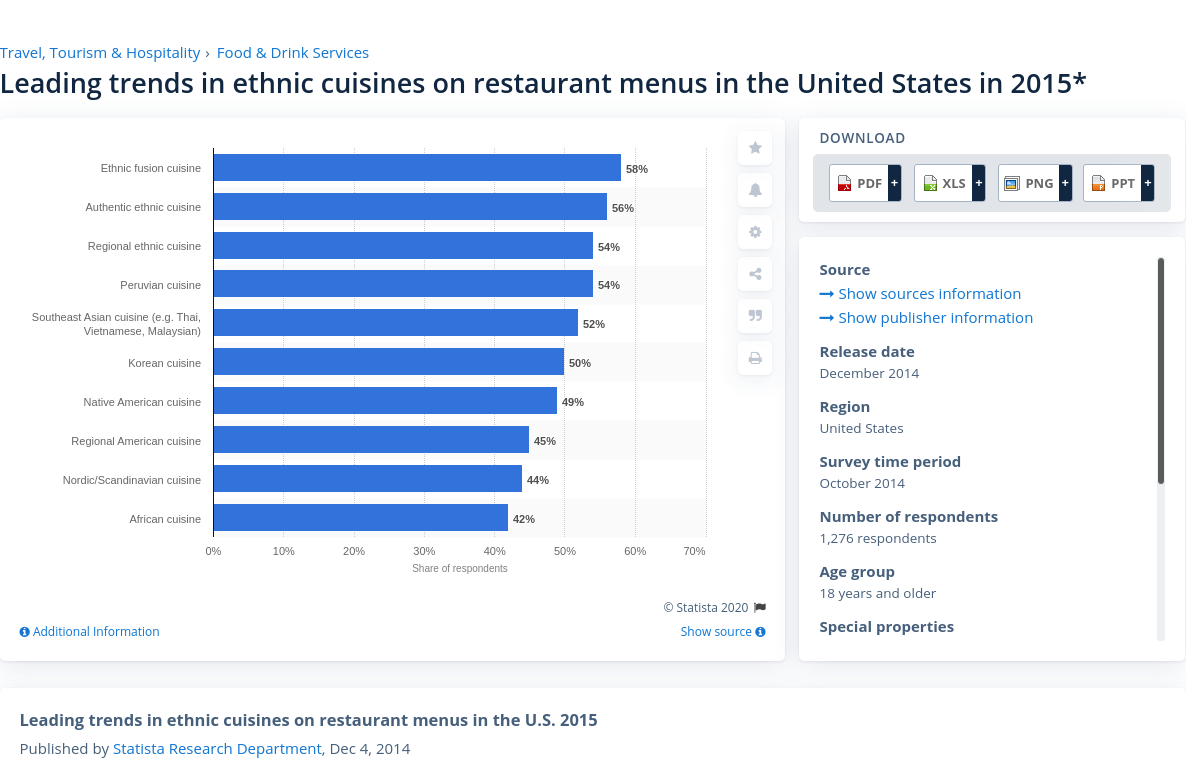 Travel, Tourism & Hospitality › Food & Drink Services
Leading trends in ethnic cuisines on restaurant menus in the United States in 2015*
Ethnic fusion cuisine
58%
Authentic ethnic cuisine
56%
Regional ethnic cuisine
54%
Peruvian cuisine
54%
Southeast Asian cuisine (e.g. Thai,
Vietnamese, Malaysian)
52%
Korean cuisine
50%
Native American cuisine
49%
Regional American cuisine
45%
Nordic/Scandinavian cuisine
44%
African cuisine
42%
0% 10% 20% 30% 40% 50% 60% 70%
Share of respondents
© Statista 2020
Additional Information
Show source
DOWNLOAD
PDF + XLS + PNG + PPT +
Source
Show sources information
Show publisher information
Release date
December 2014
Region
United States
Survey time period
October 2014
Number of respondents
1,276 respondents
Age group
18 years and older
Special properties
Leading trends in ethnic cuisines on restaurant menus in the U.S. 2015
Published by Statista Research Department, Dec 4, 2014